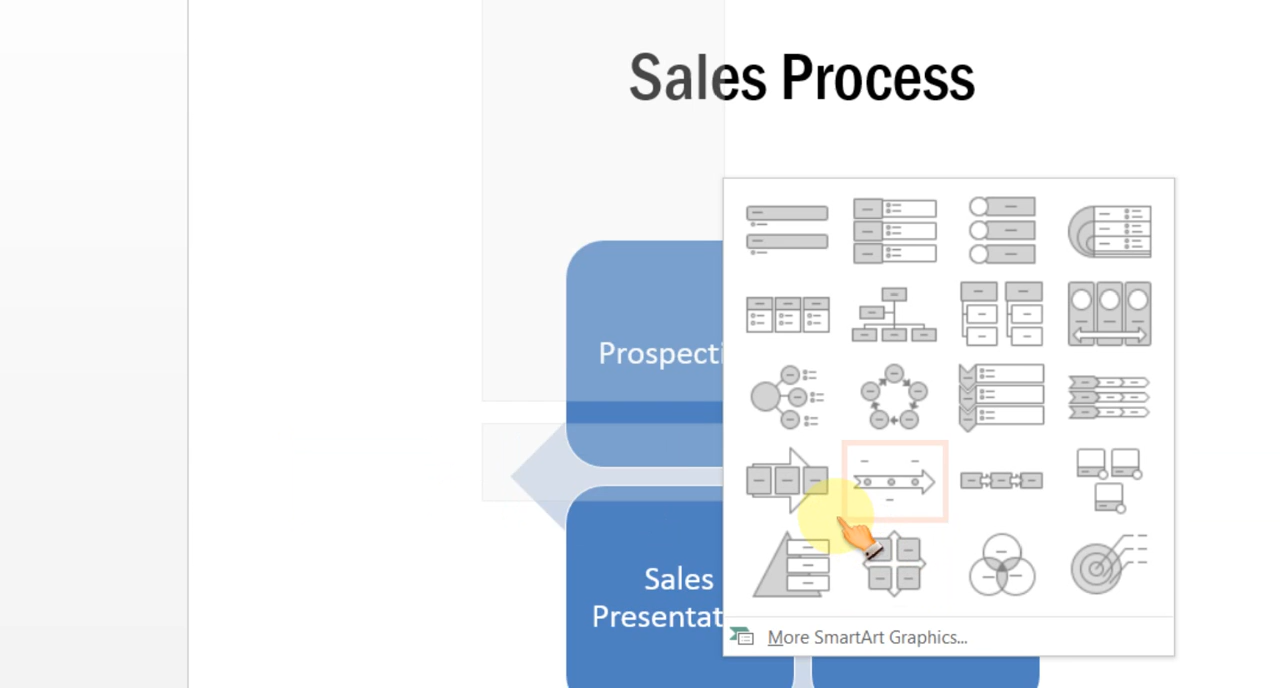 Sales Process
Prospecti
Sales
Presentat
More SmartArt Graphics...